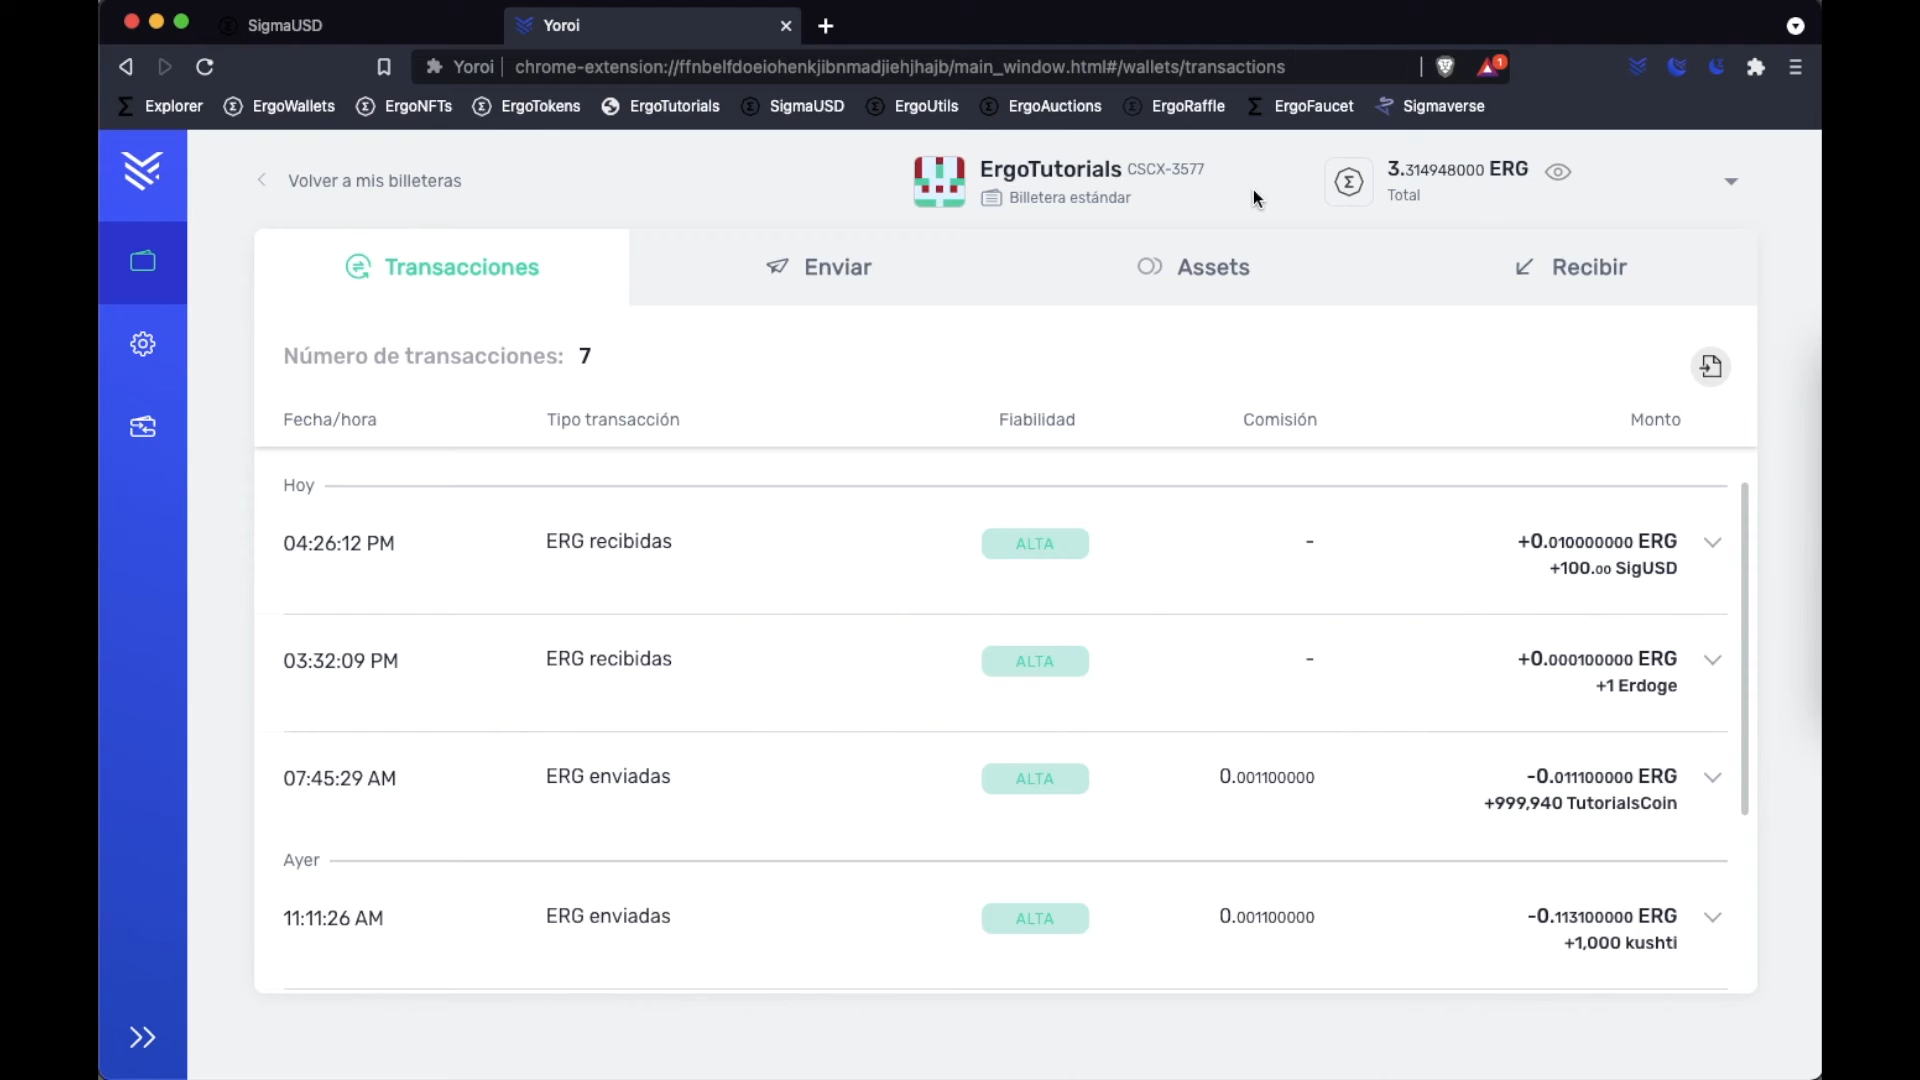 SigmaUSD
Yoroi
Yoroi chrome-extension://ffnbelfdoeiohenkjibnmadjiehjhajb/main_window.html#/wallets/transactions
1
Explorer ErgoWallets ErgoNFTs ErgoTokens ErgoTutorials SigmaUSD ErgoUtils ErgoAuctions ErgoRaffle ErgoFaucet Sigmaverse
Volver a mis billeteras
ErgoTutorials CSCX-3577
Billetera estándar
3.314948000 ERG
Total
Transacciones Enviar Assets Recibir
Número de transacciones: 7
Fecha/hora Tipo transacción Fiabilidad Comisión Monto
Hoy
04:26:12 PM ERG recibidas ALTA - +0.010000000 ERG
+100.00 SigUSD
03:32:09 PM ERG recibidas ALTA - +0.000100000 ERG
+1 Erdoge
07:45:29 AM ERG enviadas ALTA 0.001100000 -0.011100000 ERG
+999,940 TutorialsCoin
Ayer
11:11:26 AM ERG enviadas ALTA 0.001100000 -0.113100000 ERG
+1,000 kushti